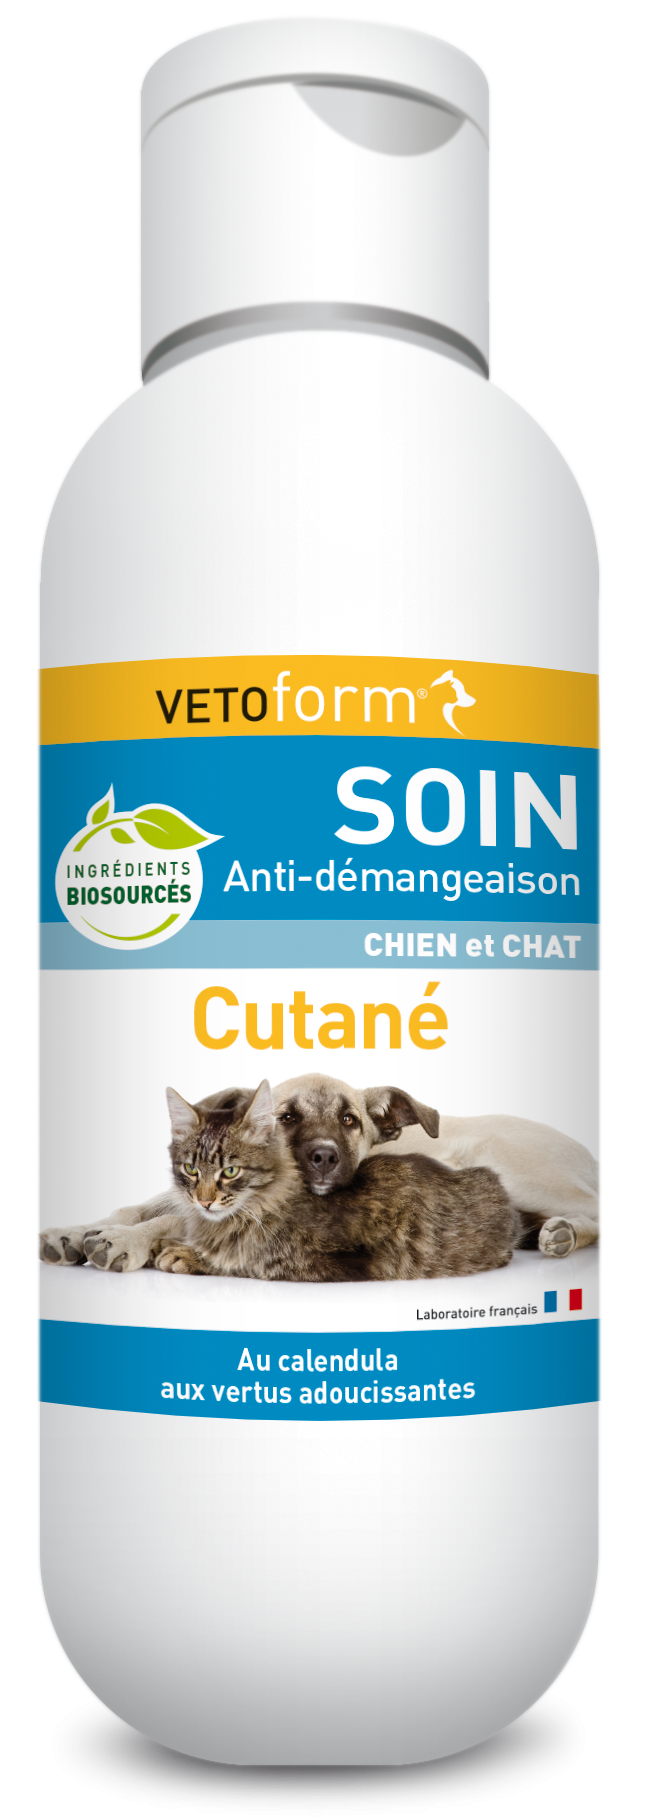 VETOform®
SOIN
Anti-démangeaison
INGRÉDIENTS
BIOSOURCÉS
CHIEN et CHAT
Cutané
Laboratoire français
Au calendula
aux vertus adoucissantes